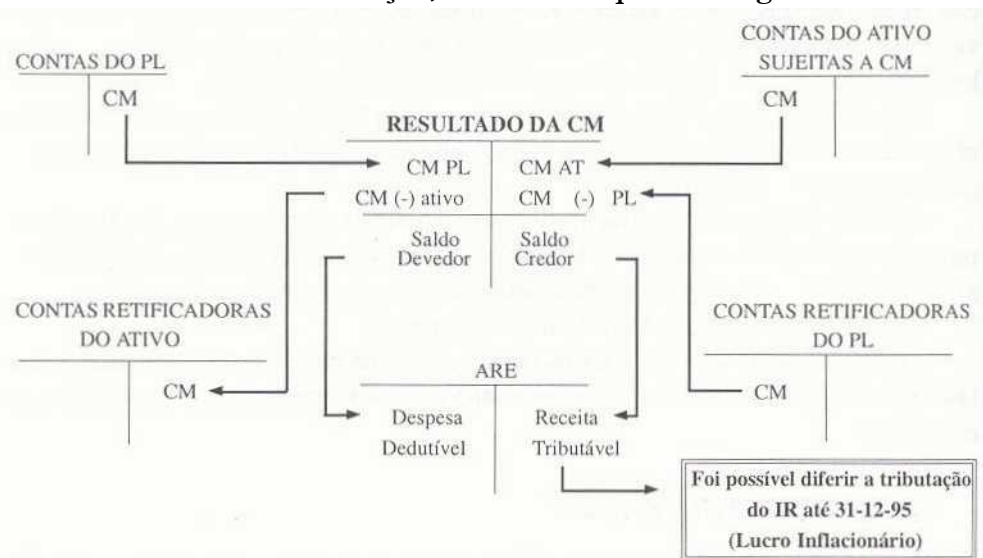 CONTAS DO PL
CM
CONTAS DO ATIVO
SUJEITAS A CM
CM
RESULTADO DA CM
CM PL
CM AT
CM (-) ativo
CM (-) PL
Saldo
Devedor
Saldo
Credor
CONTAS RETIFICADORAS
DO ATIVO
CM
CONTAS RETIFICADORAS
DO PL
CM
ARE
Despesa
Dedutível
Receita
Tributável
Foi possível diferir a tributação
do IR até 31-12-95
(Lucro Inflacionário)